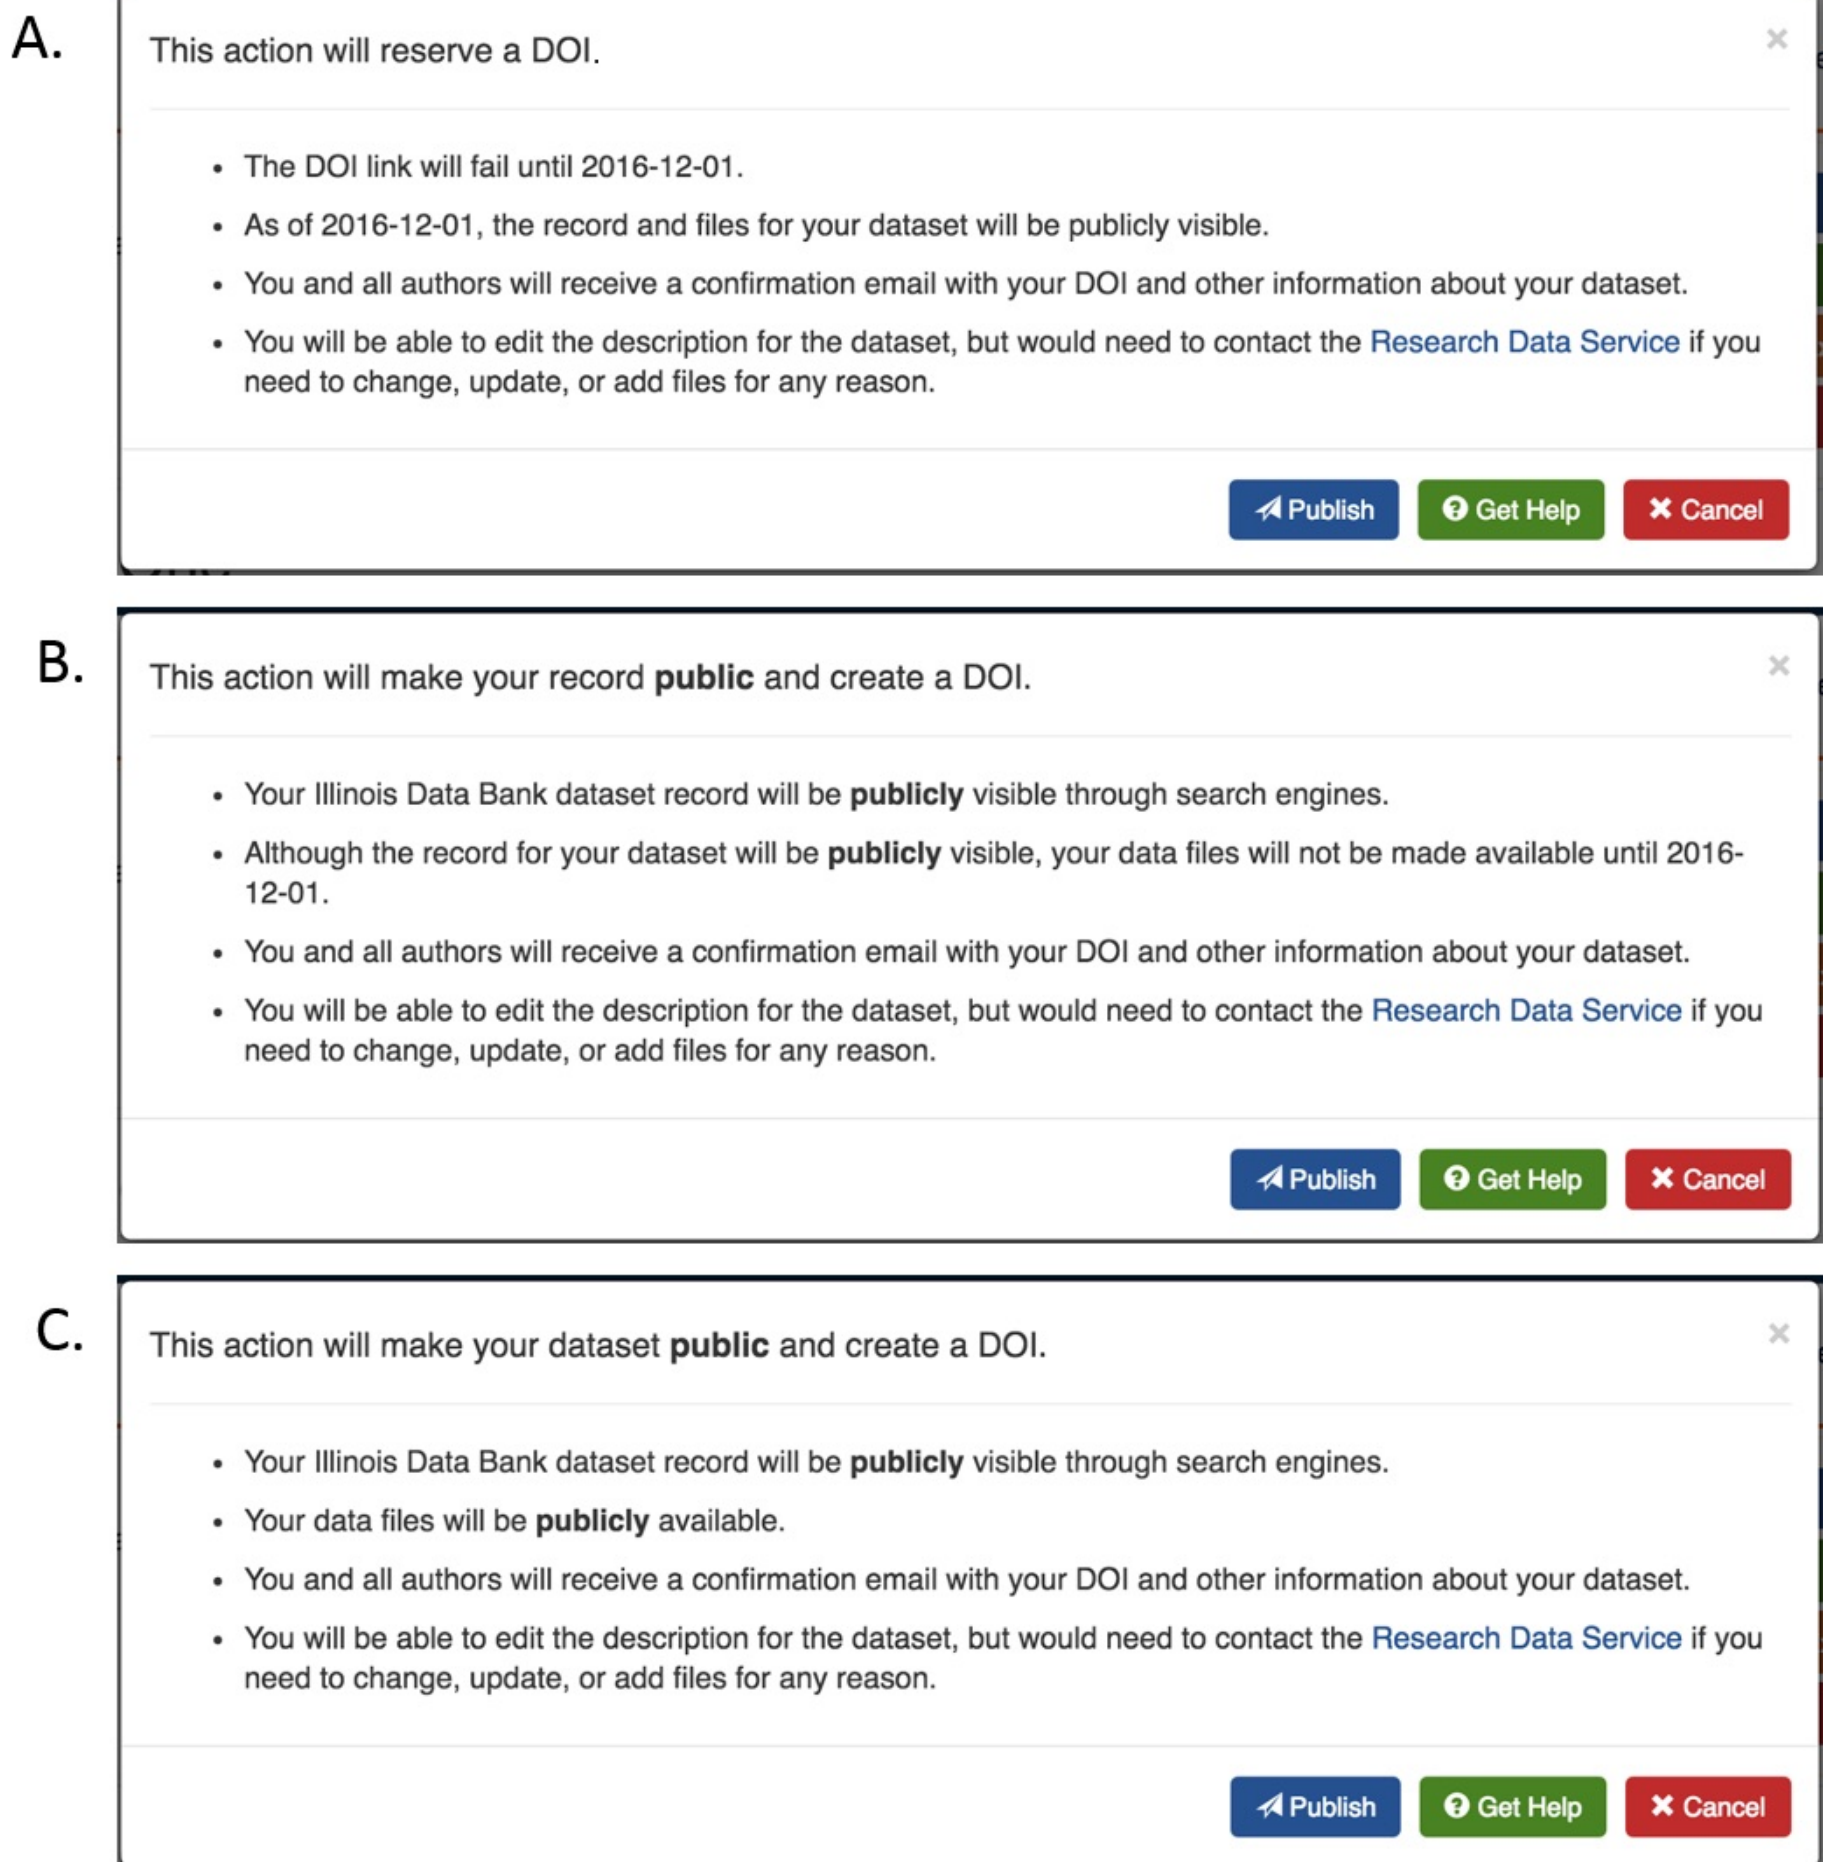 A.
This action will reserve a DOI.
×
• The DOI link will fail until 2016-12-01.
• As of 2016-12-01, the record and files for your dataset will be publicly visible.
• You and all authors will receive a confirmation email with your DOI and other information about your dataset.
• You will be able to edit the description for the dataset, but would need to contact the Research Data Service if you
need to change, update, or add files for any reason.
Publish Get Help Cancel
B.
This action will make your record public and create a DOI.
×
• Your Illinois Data Bank dataset record will be publicly visible through search engines.
• Although the record for your dataset will be publicly visible, your data files will not be made available until 2016-
12-01.
• You and all authors will receive a confirmation email with your DOI and other information about your dataset.
• You will be able to edit the description for the dataset, but would need to contact the Research Data Service if you
need to change, update, or add files for any reason.
Publish Get Help Cancel
C.
This action will make your dataset public and create a DOI.
×
• Your Illinois Data Bank dataset record will be publicly visible through search engines.
• Your data files will be publicly available.
• You and all authors will receive a confirmation email with your DOI and other information about your dataset.
• You will be able to edit the description for the dataset, but would need to contact the Research Data Service if you
need to change, update, or add files for any reason.
Publish Get Help Cancel